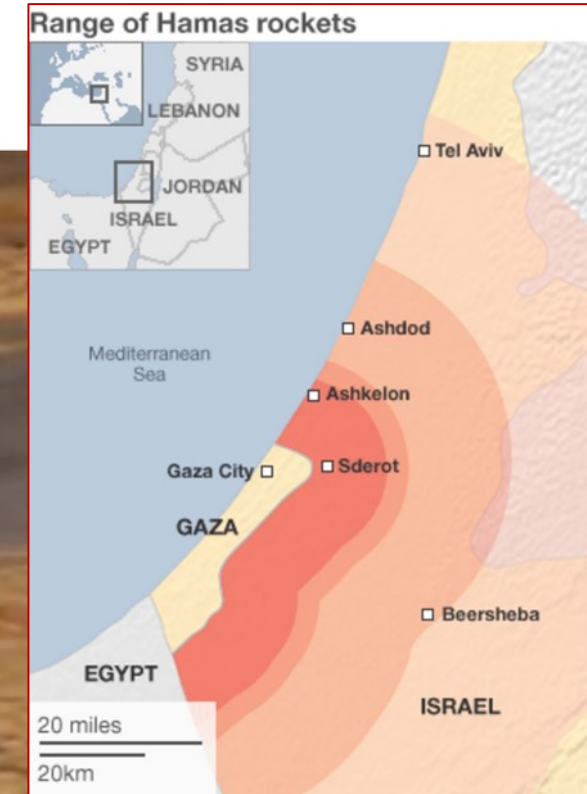 Range of Hamas rockets
SYRIA
LEBANON
JORDAN
ISRAEL
EGYPT
Tel Aviv
Ashdod
Mediterranean
Sea
Ashkelon
Gaza City
Sderot
GAZA
Beersheba
EGYPT
ISRAEL
20 miles
20km